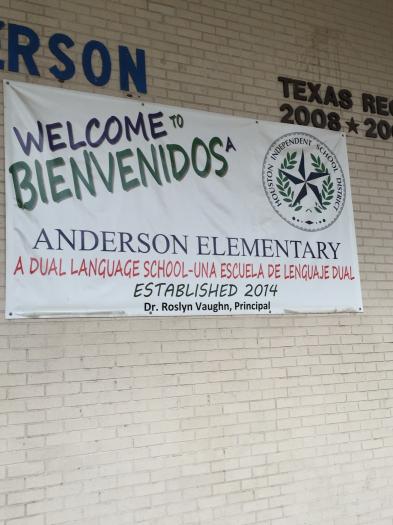 ERSON
TEXAS REC
2008 ★ 200
WELCOME TO
BIENVENIDOS A
HOUSTON INDEPENDENT SCHOOL DISTRICT
ANDERSON ELEMENTARY
A DUAL LANGUAGE SCHOOL-UNA ESCUELA DE LENGUAJE DUAL
ESTABLISHED 2014
Dr. Roslyn Vaughn, Principal